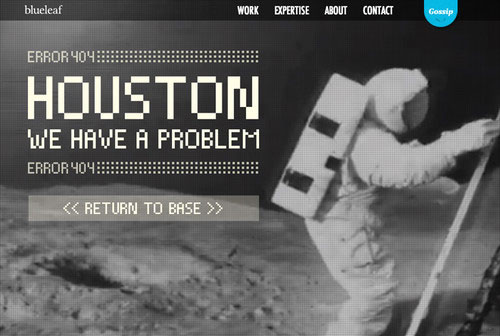 blueleaf
WORK EXPERTISE ABOUT CONTACT
Gossip
ERROR 404
HOUSTON
WE HAVE A PROBLEM
ERROR 404
<< RETURN TO BASE >>